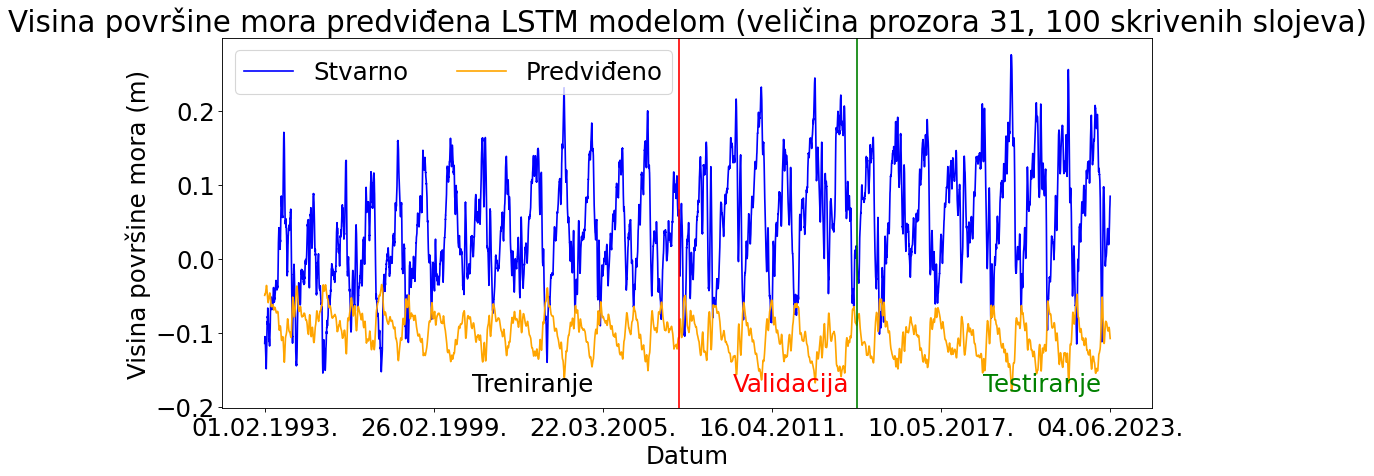 Visina površine mora predviđena LSTM modelom (veličina prozora 31, 100 skrivenih slojeva)
Stvarno
Predviđeno
Visina površine mora (m)
0.2
0.1
0.0
−0.1
−0.2
Treniranje
Validacija
Testiranje
01.02.1993.
26.02.1999.
22.03.2005.
16.04.2011.
10.05.2017.
04.06.2023.
Datum